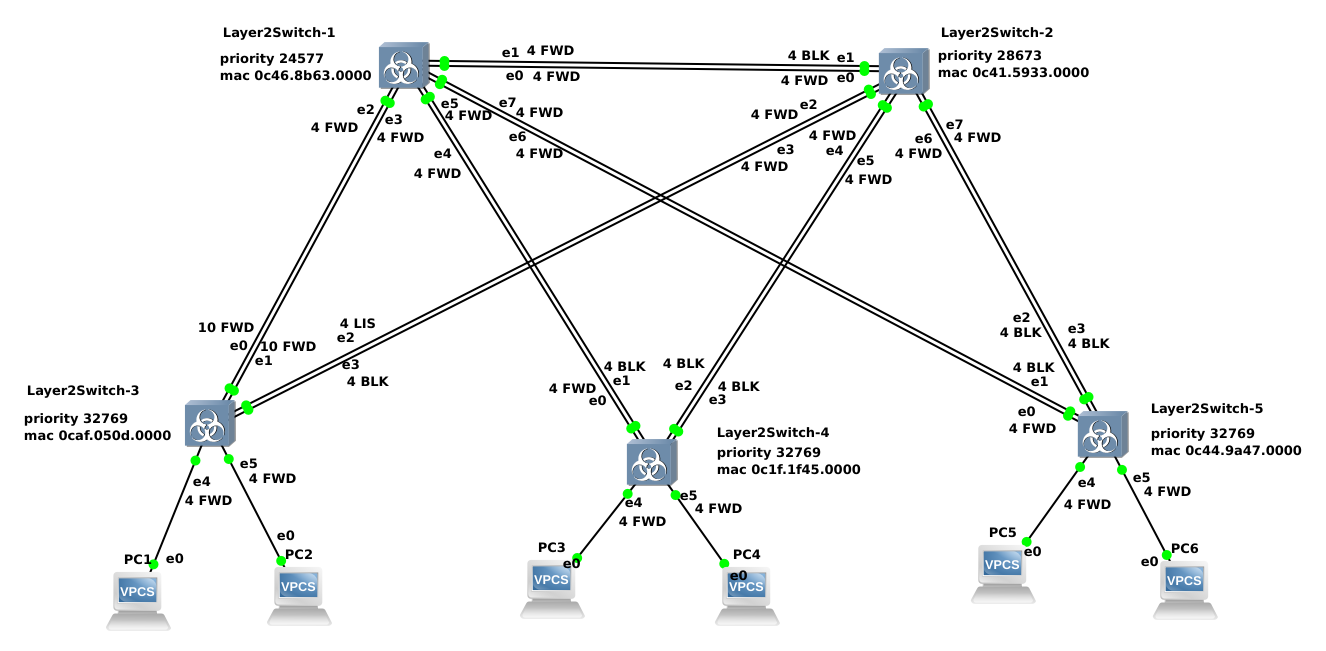 Layer2Switch-1
priority 24577
mac 0c46.8b63.0000
Layer2Switch-2
priority 28673
mac 0c41.5933.0000
e1 4 FWD
4 BLK e1
e0 4 FWD
4 FWD e0
e2
4 FWD
e3
4 FWD
e5
4 FWD
e4
4 FWD
e7
4 FWD
e6
4 FWD
e2
4 FWD
e3
4 FWD
4 FWD
e4
e5
4 FWD
e7
4 FWD
e6
4 FWD
10 FWD
e0
10 FWD
e1
4 LIS
e2
e3
4 BLK
4 BLK
e1
4 FWD
e0
4 BLK
e2
4 BLK
e3
e2
4 BLK
e3
4 BLK
4 BLK
e1
e0
4 FWD
Layer2Switch-3
priority 32769
mac 0caf.050d.0000
Layer2Switch-4
priority 32769
mac 0c1f.1f45.0000
Layer2Switch-5
priority 32769
mac 0c44.9a47.0000
e4
4 FWD
e5
4 FWD
e4
4 FWD
e5
4 FWD
e4
4 FWD
e5
4 FWD
PC1
e0
VPCS
e0
PC2
VPCS
PC3
e0
VPCS
PC4
e0
VPCS
PC5
e0
VPCS
PC6
e0
VPCS